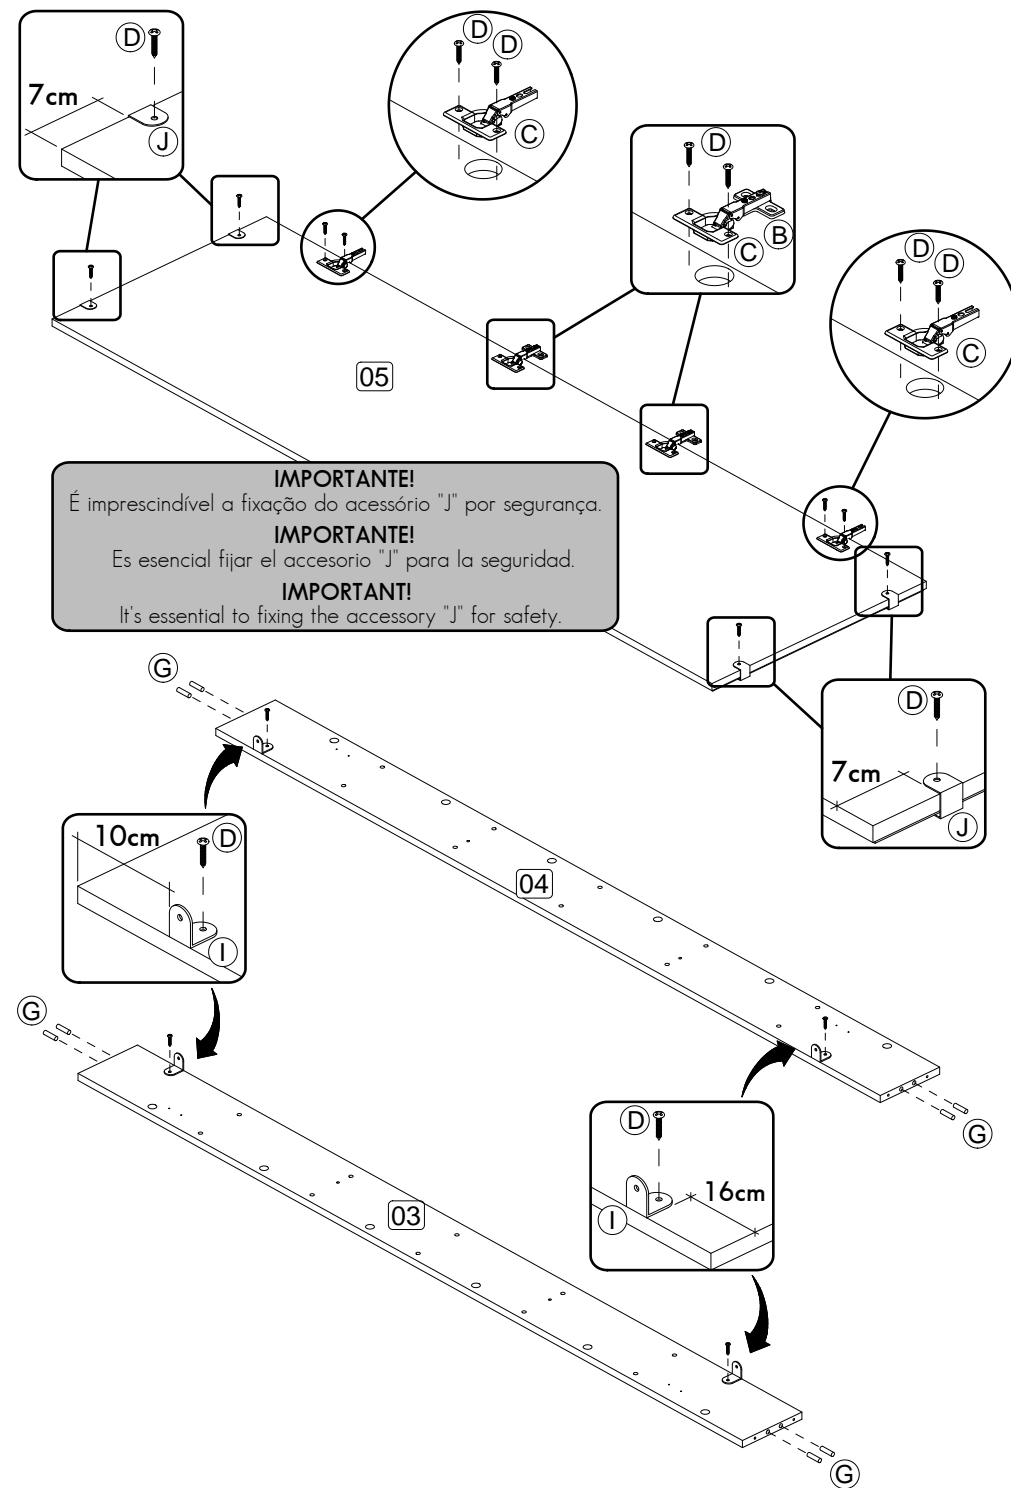 D
7cm
J
D
D
C
D
C
B
D
D
C
05
IMPORTANTE!
É imprescindível a fixação do acessório "J" por segurança.
IMPORTANTE!
Es esencial fijar el accesorio "J" para la seguridad.
IMPORTANT!
It's essential to fixing the accessory "J" for safety.
G
D
7cm
J
10cm
D
I
04
G
G
D
16cm
I
03
G